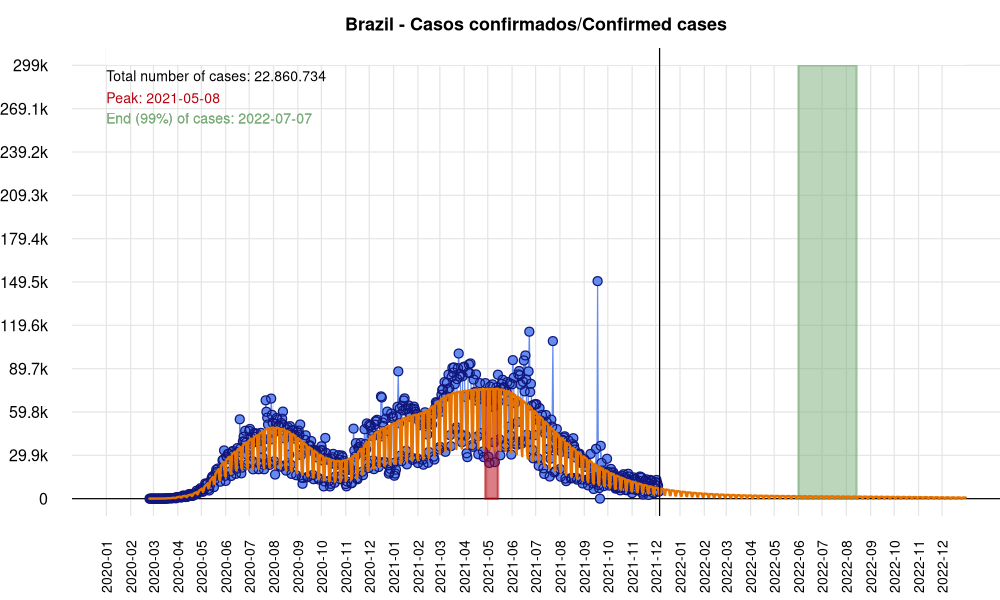 Brazil - Casos confirmados/Confirmed cases
299k
269.1k
239.2k
209.3k
179.4k
149.5k
119.6k
89.7k
59.8k
29.9k
0
Total number of cases: 22.860.734
Peak: 2021-05-08
End (99%) of cases: 2022-07-07
2020-01
2020-02
2020-03
2020-04
2020-05
2020-06
2020-07
2020-08
2020-09
2020-10
2020-11
2020-12
2021-01
2021-02
2021-03
2021-04
2021-05
2021-06
2021-07
2021-08
2021-09
2021-10
2021-11
2021-12
2022-01
2022-02
2022-03
2022-04
2022-05
2022-06
2022-07
2022-08
2022-09
2022-10
2022-11
2022-12